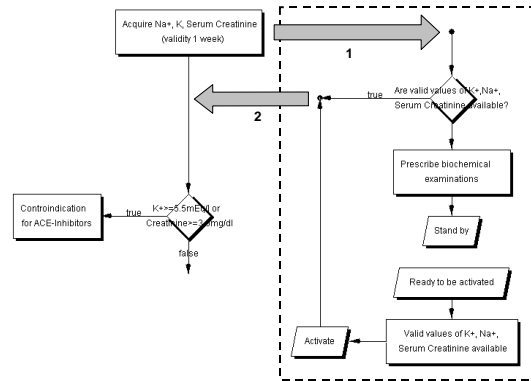 Acquire Na+, K, Serum Creatinine
(validity 1 week)
1
Are valid values of K+,Na+,
Serum Creatinine available?
true
2
Prescribe biochemical
examinations
Stand by
K+>=5.5mEq/l or
Creatinine>=3.0mg/dl
true
Controindication
for ACE-Inhibitors
false
Ready to be activated
Valid values of K+, Na+,
Serum Creatinine available
Activate